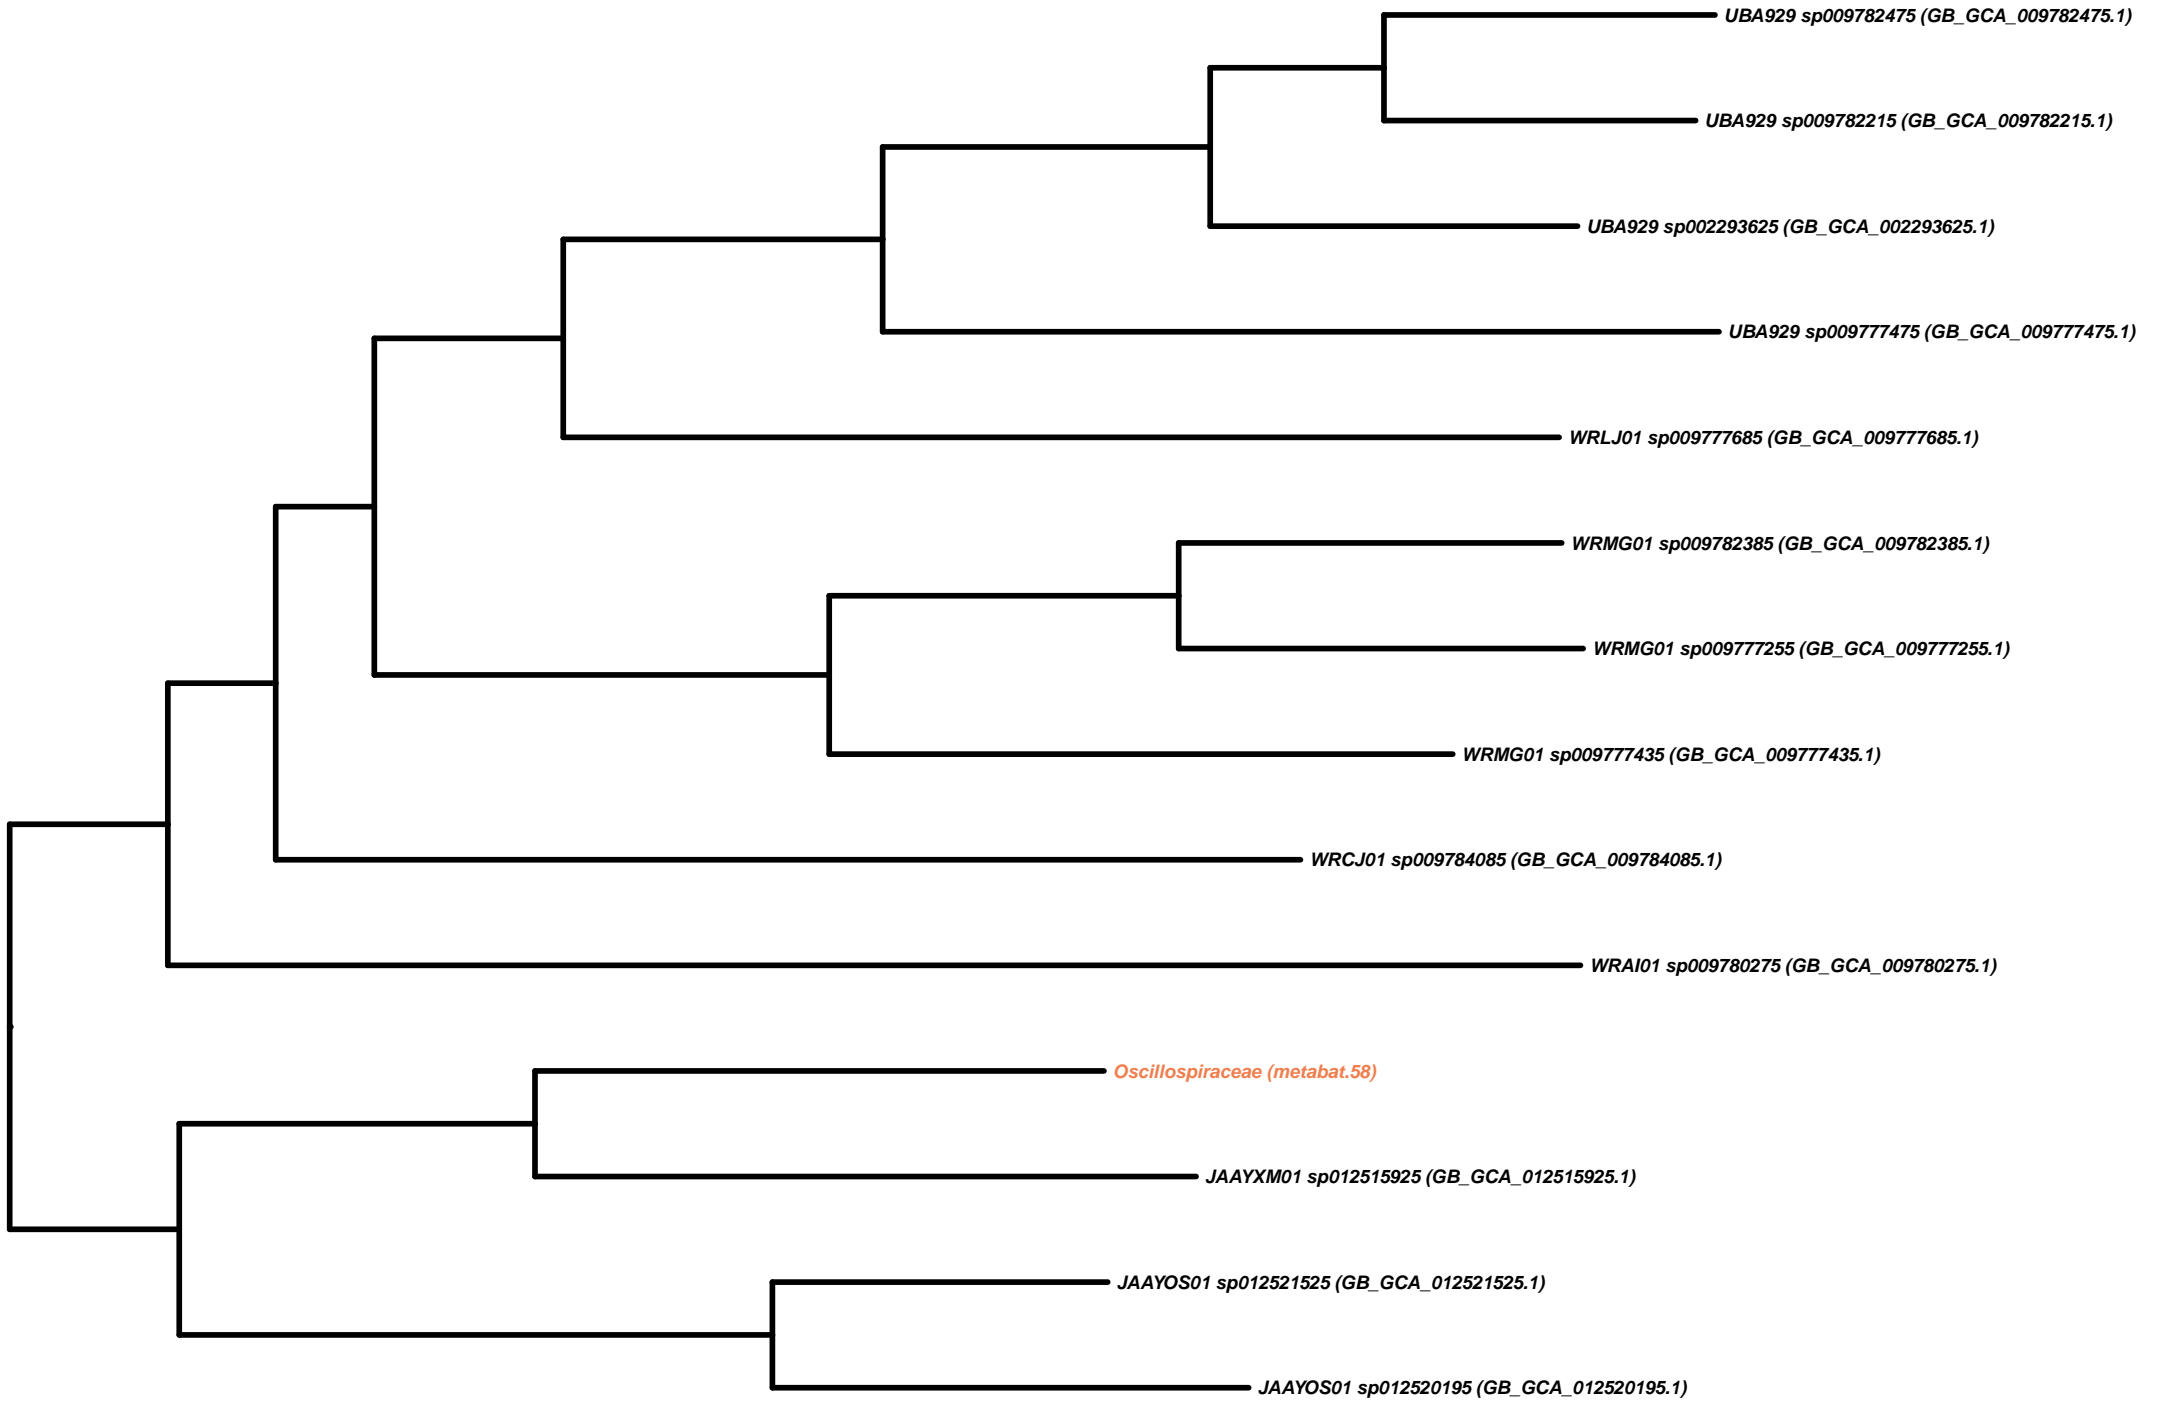 UBA929 sp009782475 (GB_GCA_009782475.1)
UBA929 sp009782215 (GB_GCA_009782215.1)
UBA929 sp002293625 (GB_GCA_002293625.1)
UBA929 sp009777475 (GB_GCA_009777475.1)
WRLJ01 sp009777685 (GB_GCA_009777685.1)
WRMG01 sp009782385 (GB_GCA_009782385.1)
WRMG01 sp009777255 (GB_GCA_009777255.1)
WRMG01 sp009777435 (GB_GCA_009777435.1)
WRCJ01 sp009784085 (GB_GCA_009784085.1)
WRAI01 sp009780275 (GB_GCA_009780275.1)
Oscillospiraceae (metabat.58)
JAAYXM01 sp012515925 (GB_GCA_012515925.1)
JAAYOS01 sp012521525 (GB_GCA_012521525.1)
JAAYOS01 sp012520195 (GB_GCA_012520195.1)